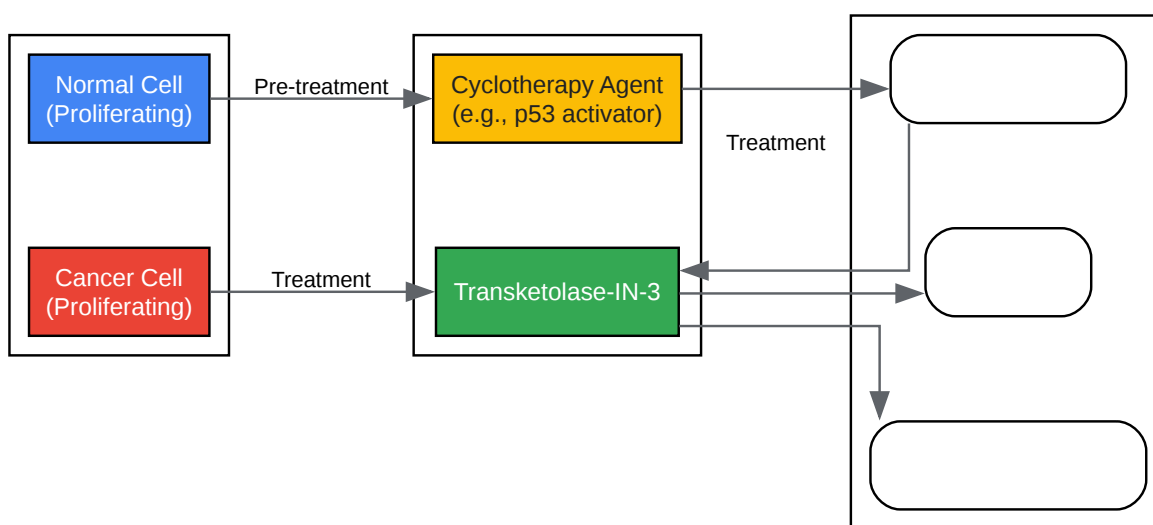 Normal Cell
(Proliferating)
Pre-treatment
Cyclotherapy Agent
(e.g., p53 activator)
Treatment
Cancer Cell
(Proliferating)
Treatment
Transketolase-IN-3